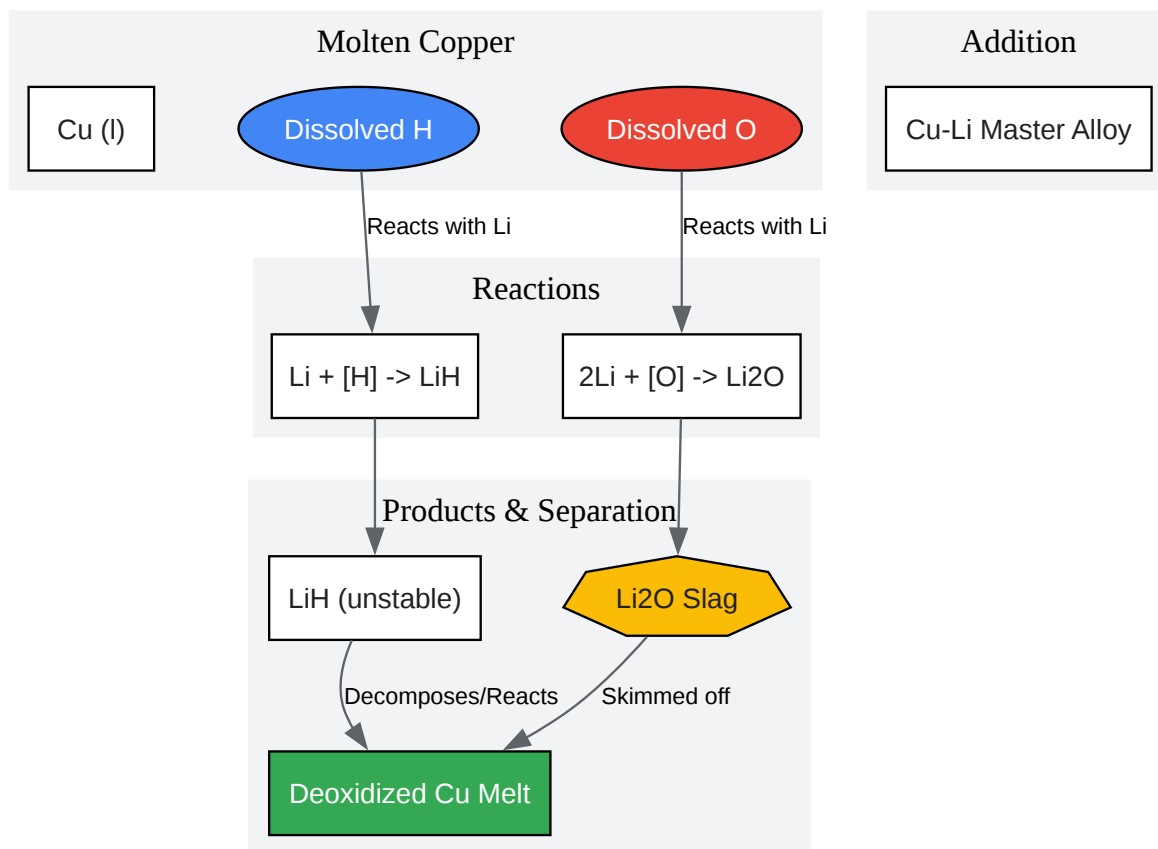 Molten Copper
Addition
Cu (l)
Dissolved H
Dissolved O
Cu-Li Master Alloy
Reacts with Li
Reacts with Li
Reactions
Li + [H] -> LiH
2Li + [O] -> Li2O
Products & Separation
LiH (unstable)
Li2O Slag
Decomposes/Reacts
Skimmed off
Deoxidized Cu Melt